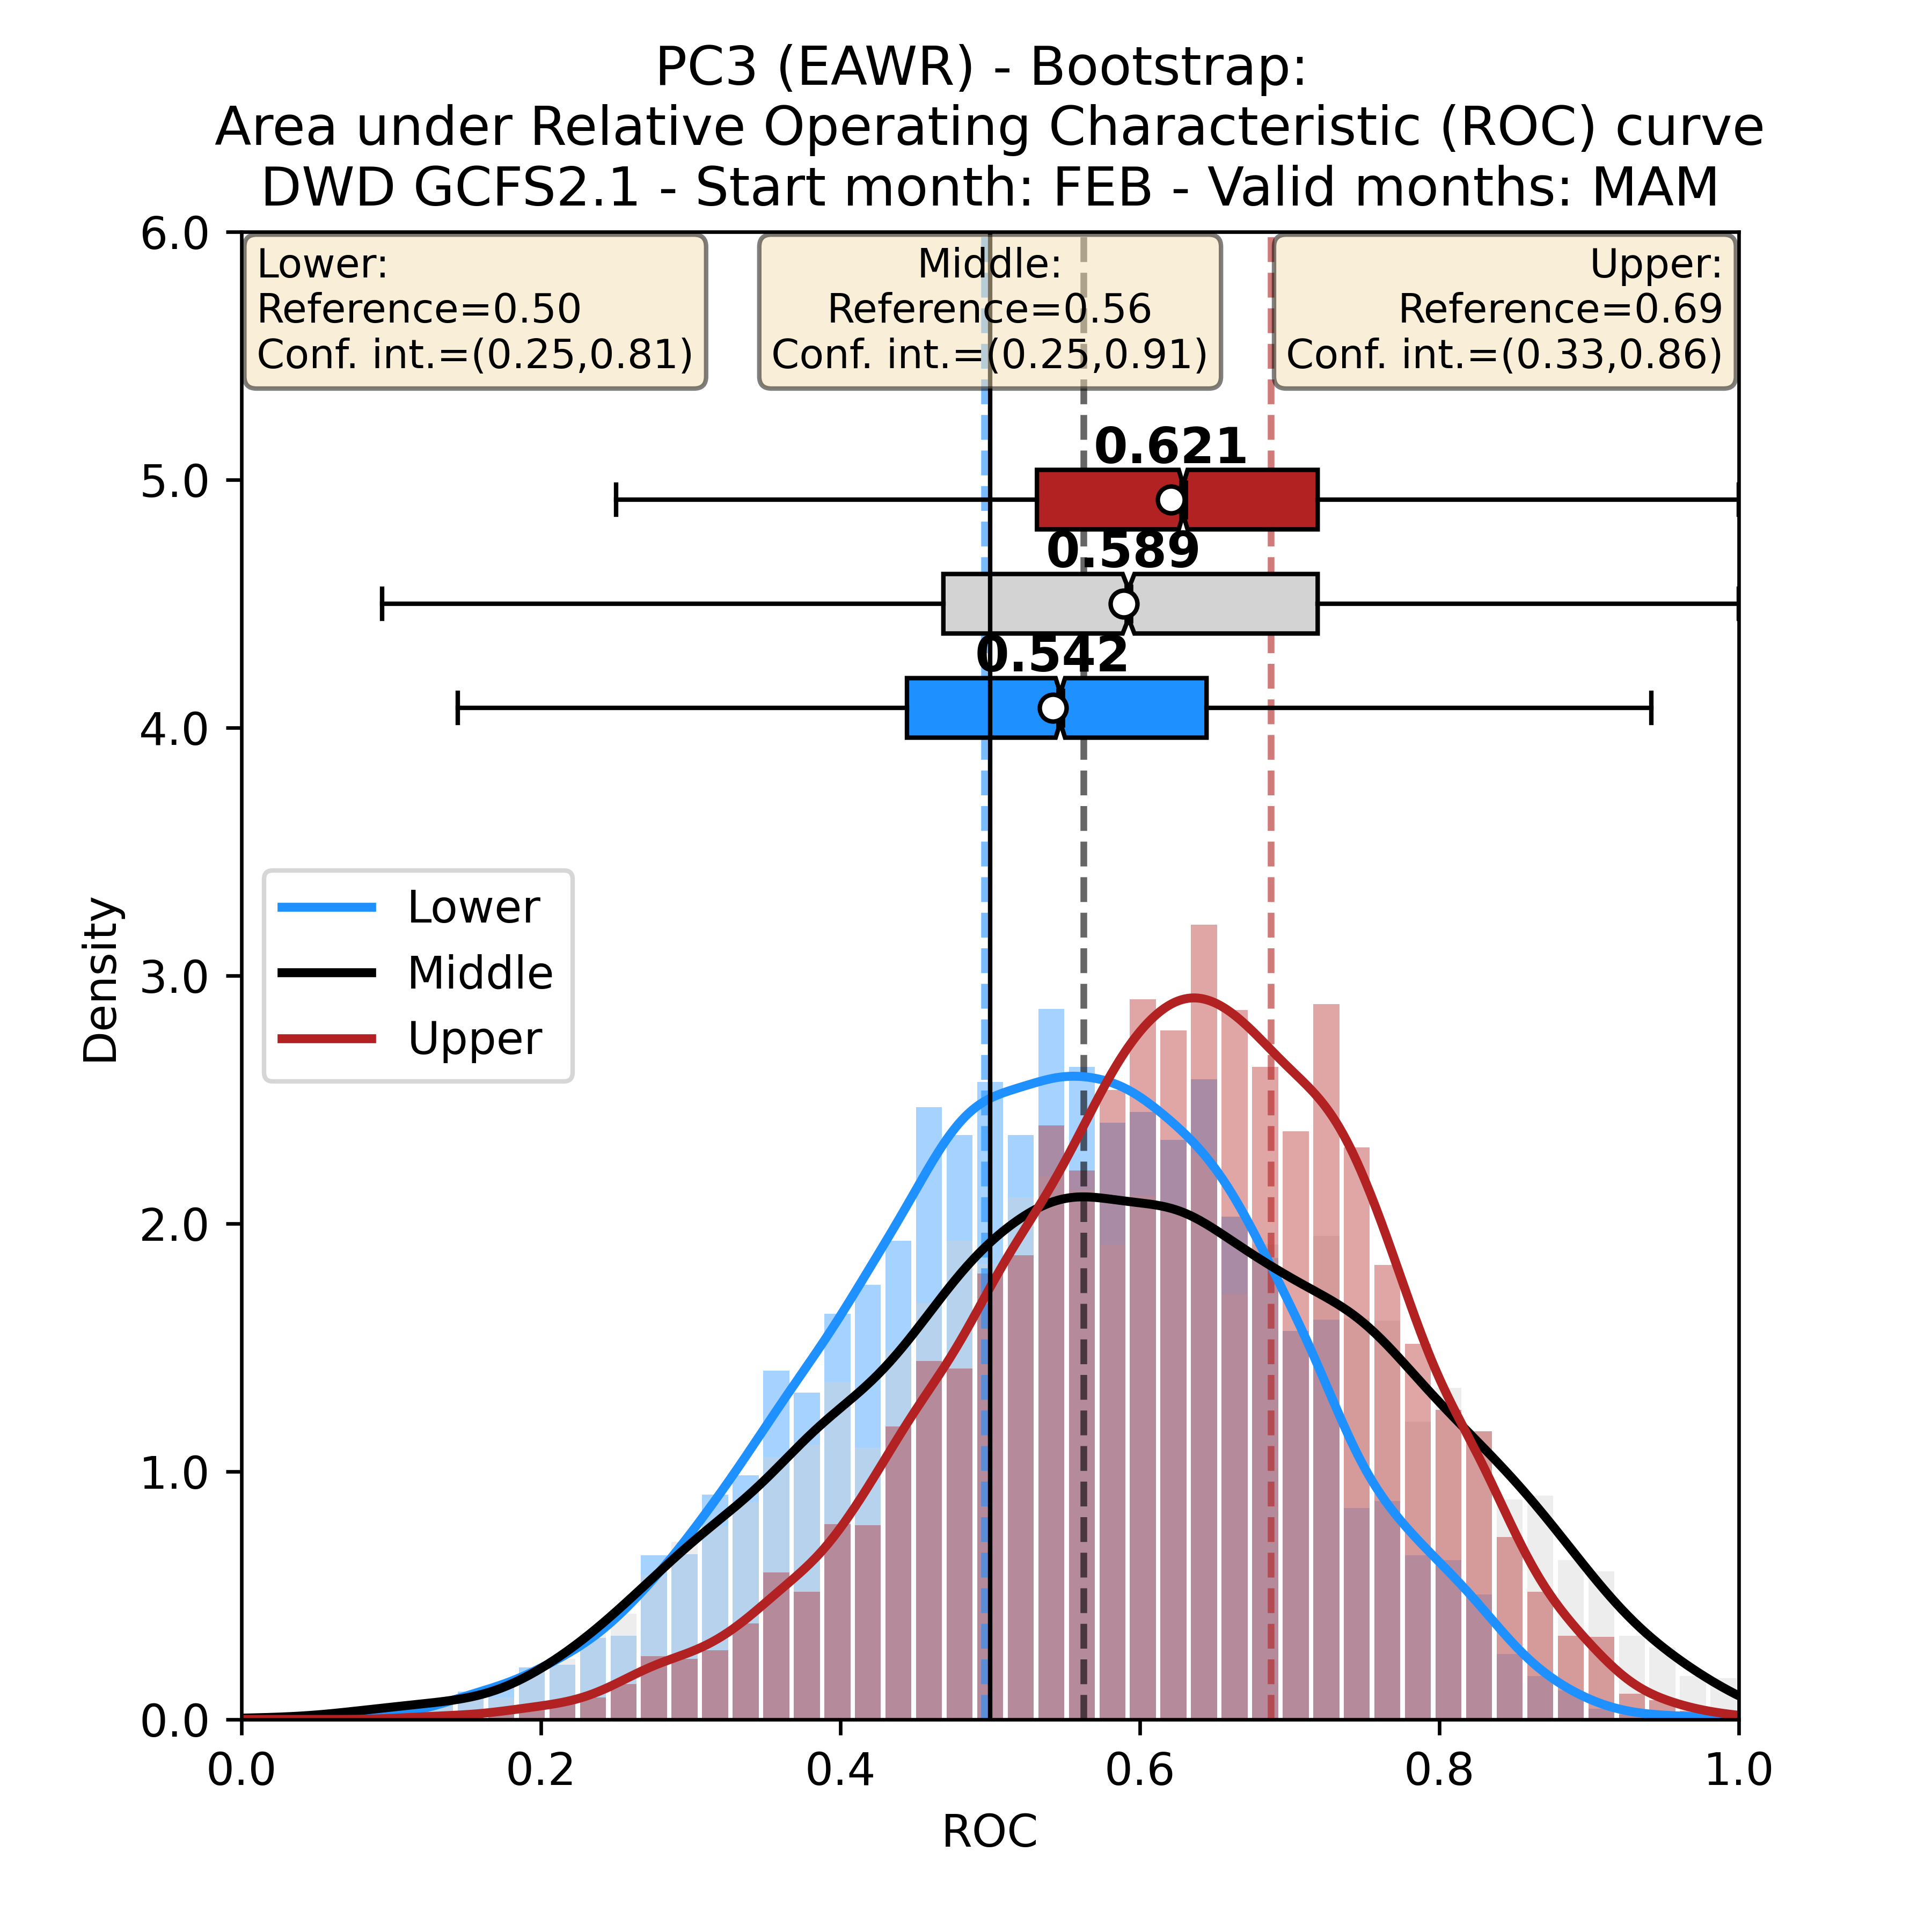 PC3 (EAWR) - Bootstrap:
Area under Relative Operating Characteristic (ROC) curve
DWD GCFS2.1 - Start month: FEB - Valid months: MAM
6.0
Lower:
Reference=0.50
Conf. int.=(0.25,0.81)
Middle:
Reference=0.56
Conf. int.=(0.25,0.91)
Upper:
Reference=0.69
Conf. int.=(0.33,0.86)
0.621
5.0
0.589
0.542
4.0
Lower
Middle
Upper
Density
3.0
2.0
1.0
0.0
0.0 0.2 0.4 0.6 0.8 1.0
ROC